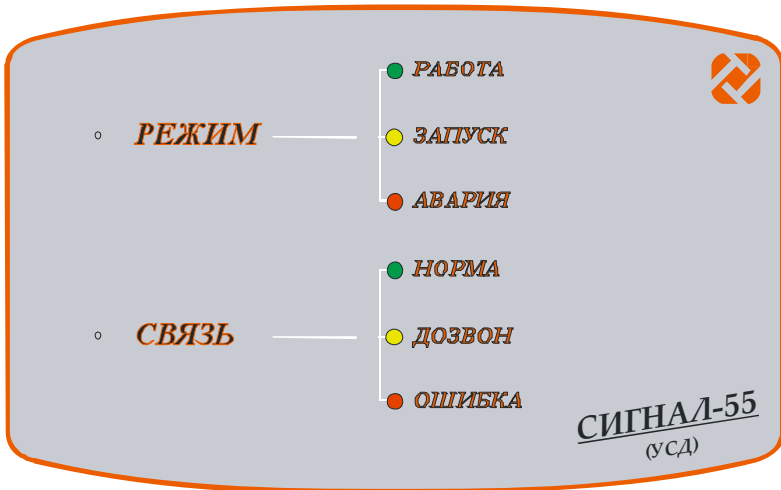 РАБОТА
РЕЖИМ
ЗАПУСК
АВАРИЯ
НОРМА
СВЯЗЬ
ДОЗВОН
ОШИБКА
СИГНАЛ-55
(УСД)